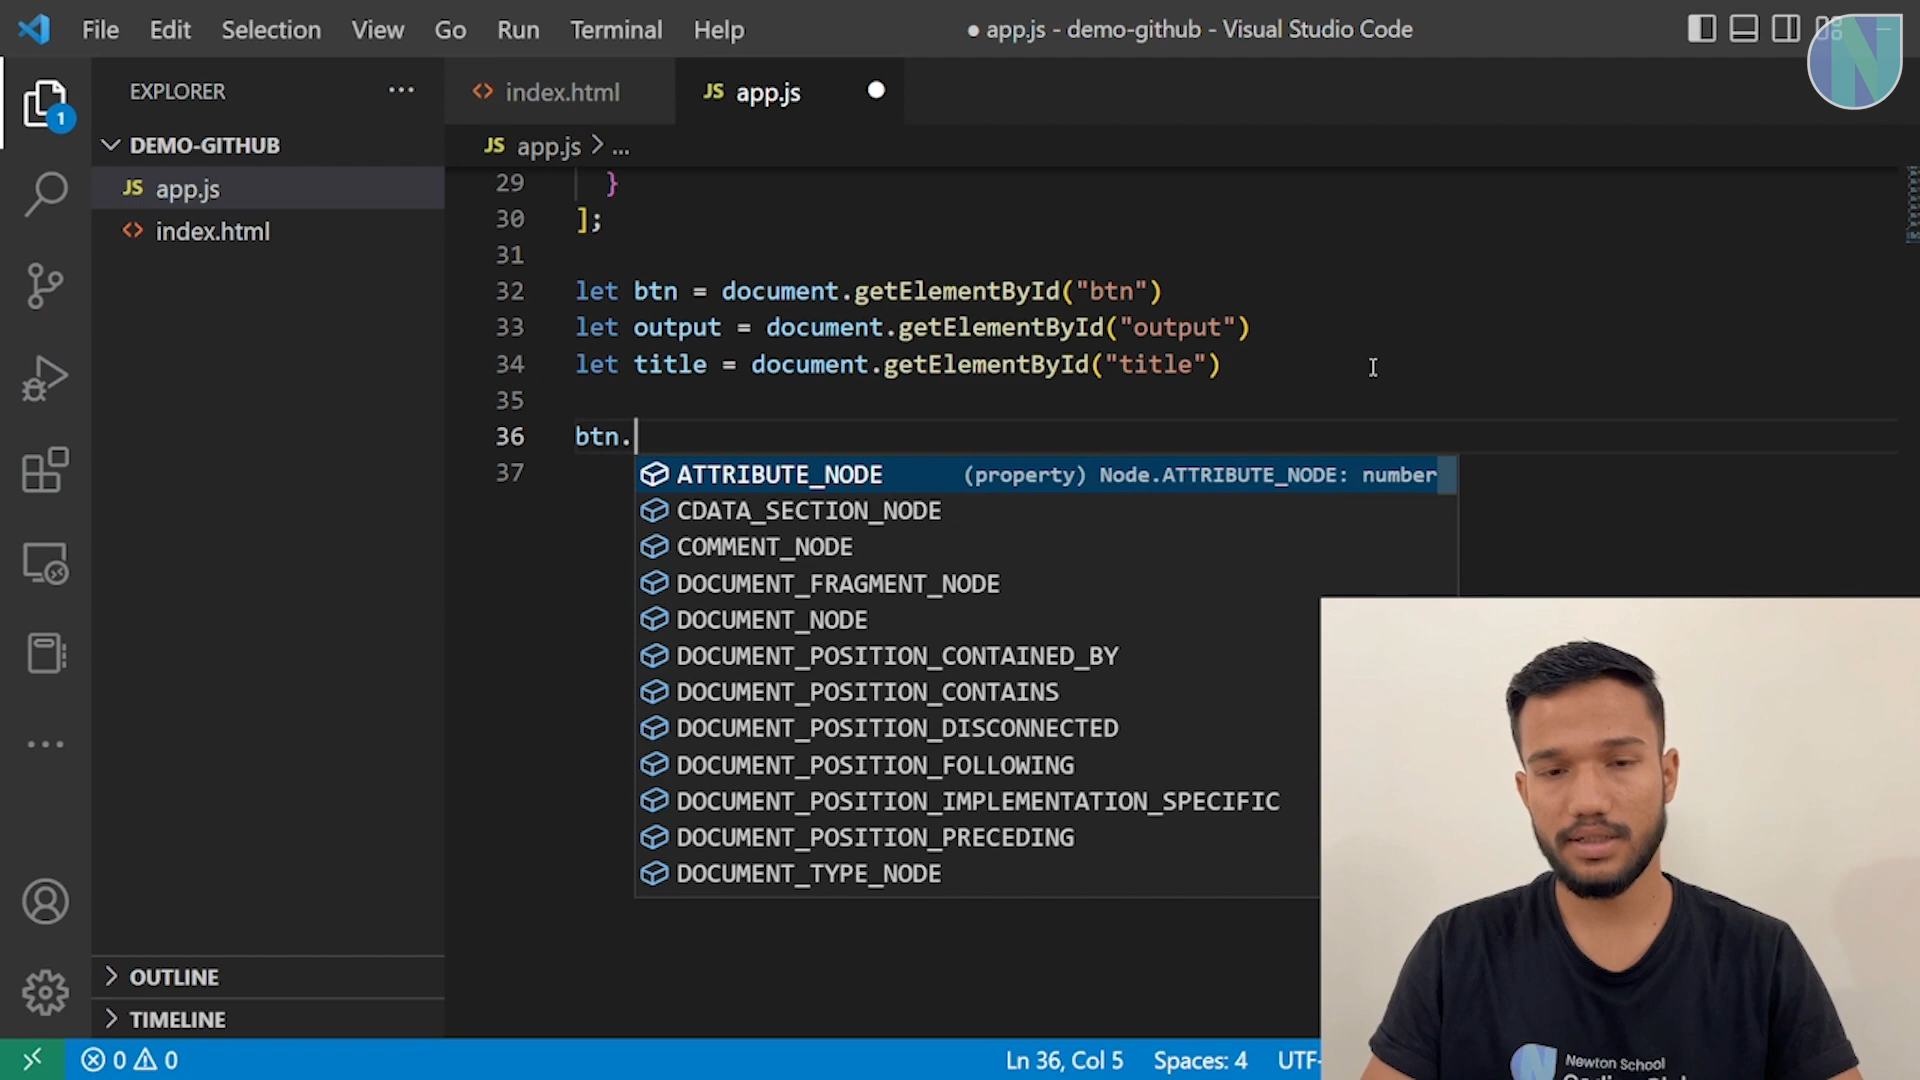 File Edit Selection View Go Run Terminal Help
● app.js - demo-github - Visual Studio Code
EXPLORER
DEMO-GITHUB
JS app.js
<> index.html
OUTLINE
TIMELINE
1
<> index.html
JS app.js
JS app.js > ...
29 }
30 ];
31
32 let btn = document.getElementById("btn")
33 let output = document.getElementById("output")
34 let title = document.getElementById("title")
35
36 btn.
37
ATTRIBUTE_NODE (property) Node.ATTRIBUTE_NODE: number
CDATA_SECTION_NODE
COMMENT_NODE
DOCUMENT_FRAGMENT_NODE
DOCUMENT_NODE
DOCUMENT_POSITION_CONTAINED_BY
DOCUMENT_POSITION_CONTAINS
DOCUMENT_POSITION_DISCONNECTED
DOCUMENT_POSITION_FOLLOWING
DOCUMENT_POSITION_IMPLEMENTATION_SPECIFIC
DOCUMENT_POSITION_PRECEDING
DOCUMENT_TYPE_NODE
N
Newton School
0 0
Ln 36, Col 5 Spaces: 4 UTF-